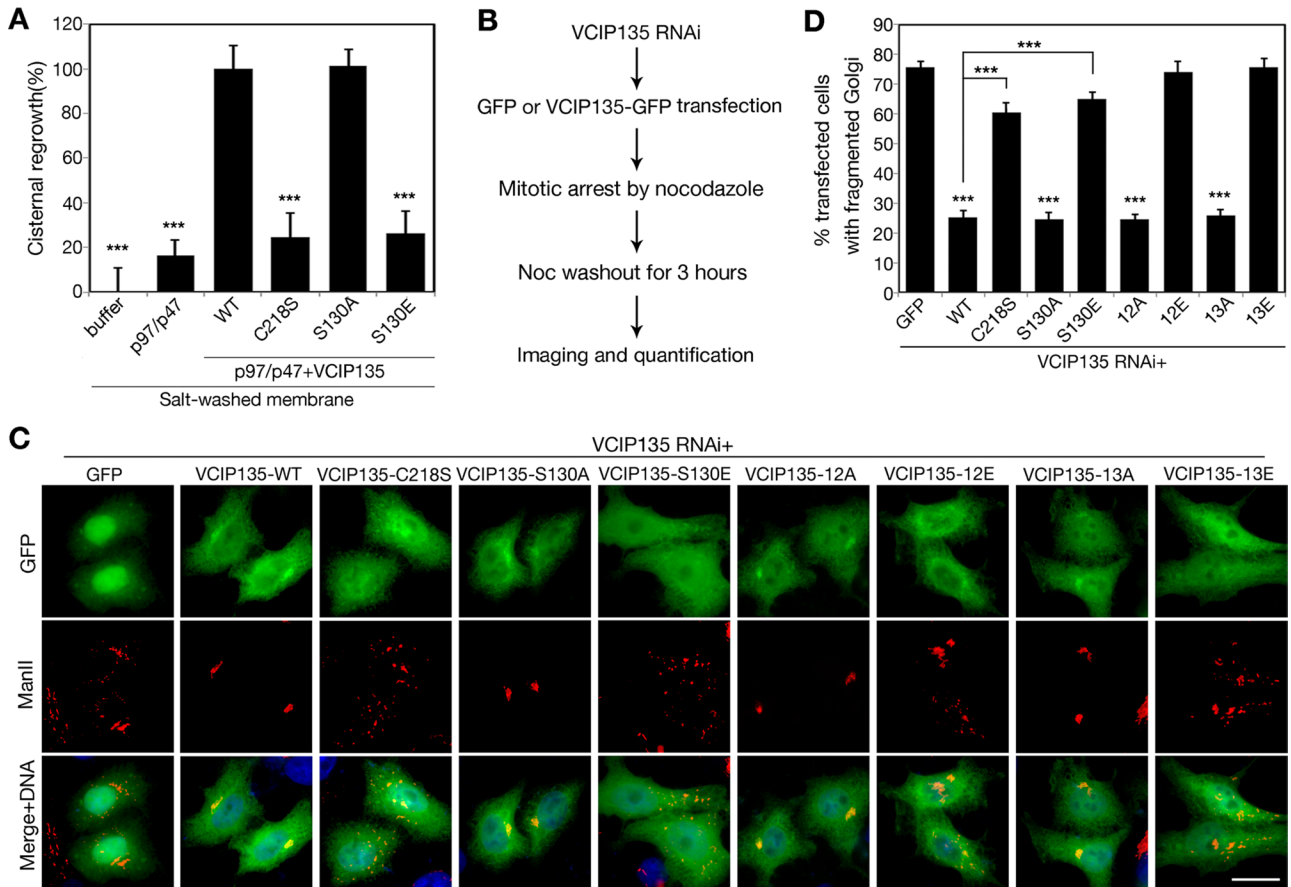 A
Cisternal regrowth(%)
120
100
80
60
40
20
0
***
***
***
***
buffer
p97/p47
WT
C218S
S130A
S130E
p97/p47+VCIP135
Salt-washed membrane
B
VCIP135 RNAi
GFP or VCIP135-GFP transfection
Mitotic arrest by nocodazole
Noc washout for 3 hours
Imaging and quantification
D
% transfected cells
with fragmented Golgi
90
80
70
60
50
40
30
20
10
0
***
***
***
***
***
***
GFP
WT
C218S
S130A
S130E
12A
12E
13A
13E
VCIP135 RNAi+
C
VCIP135 RNAi+
GFP
VCIP135-WT
VCIP135-C218S
VCIP135-S130A
VCIP135-S130E
VCIP135-12A
VCIP135-12E
VCIP135-13A
VCIP135-13E
GFP
ManII
Merge+DNA